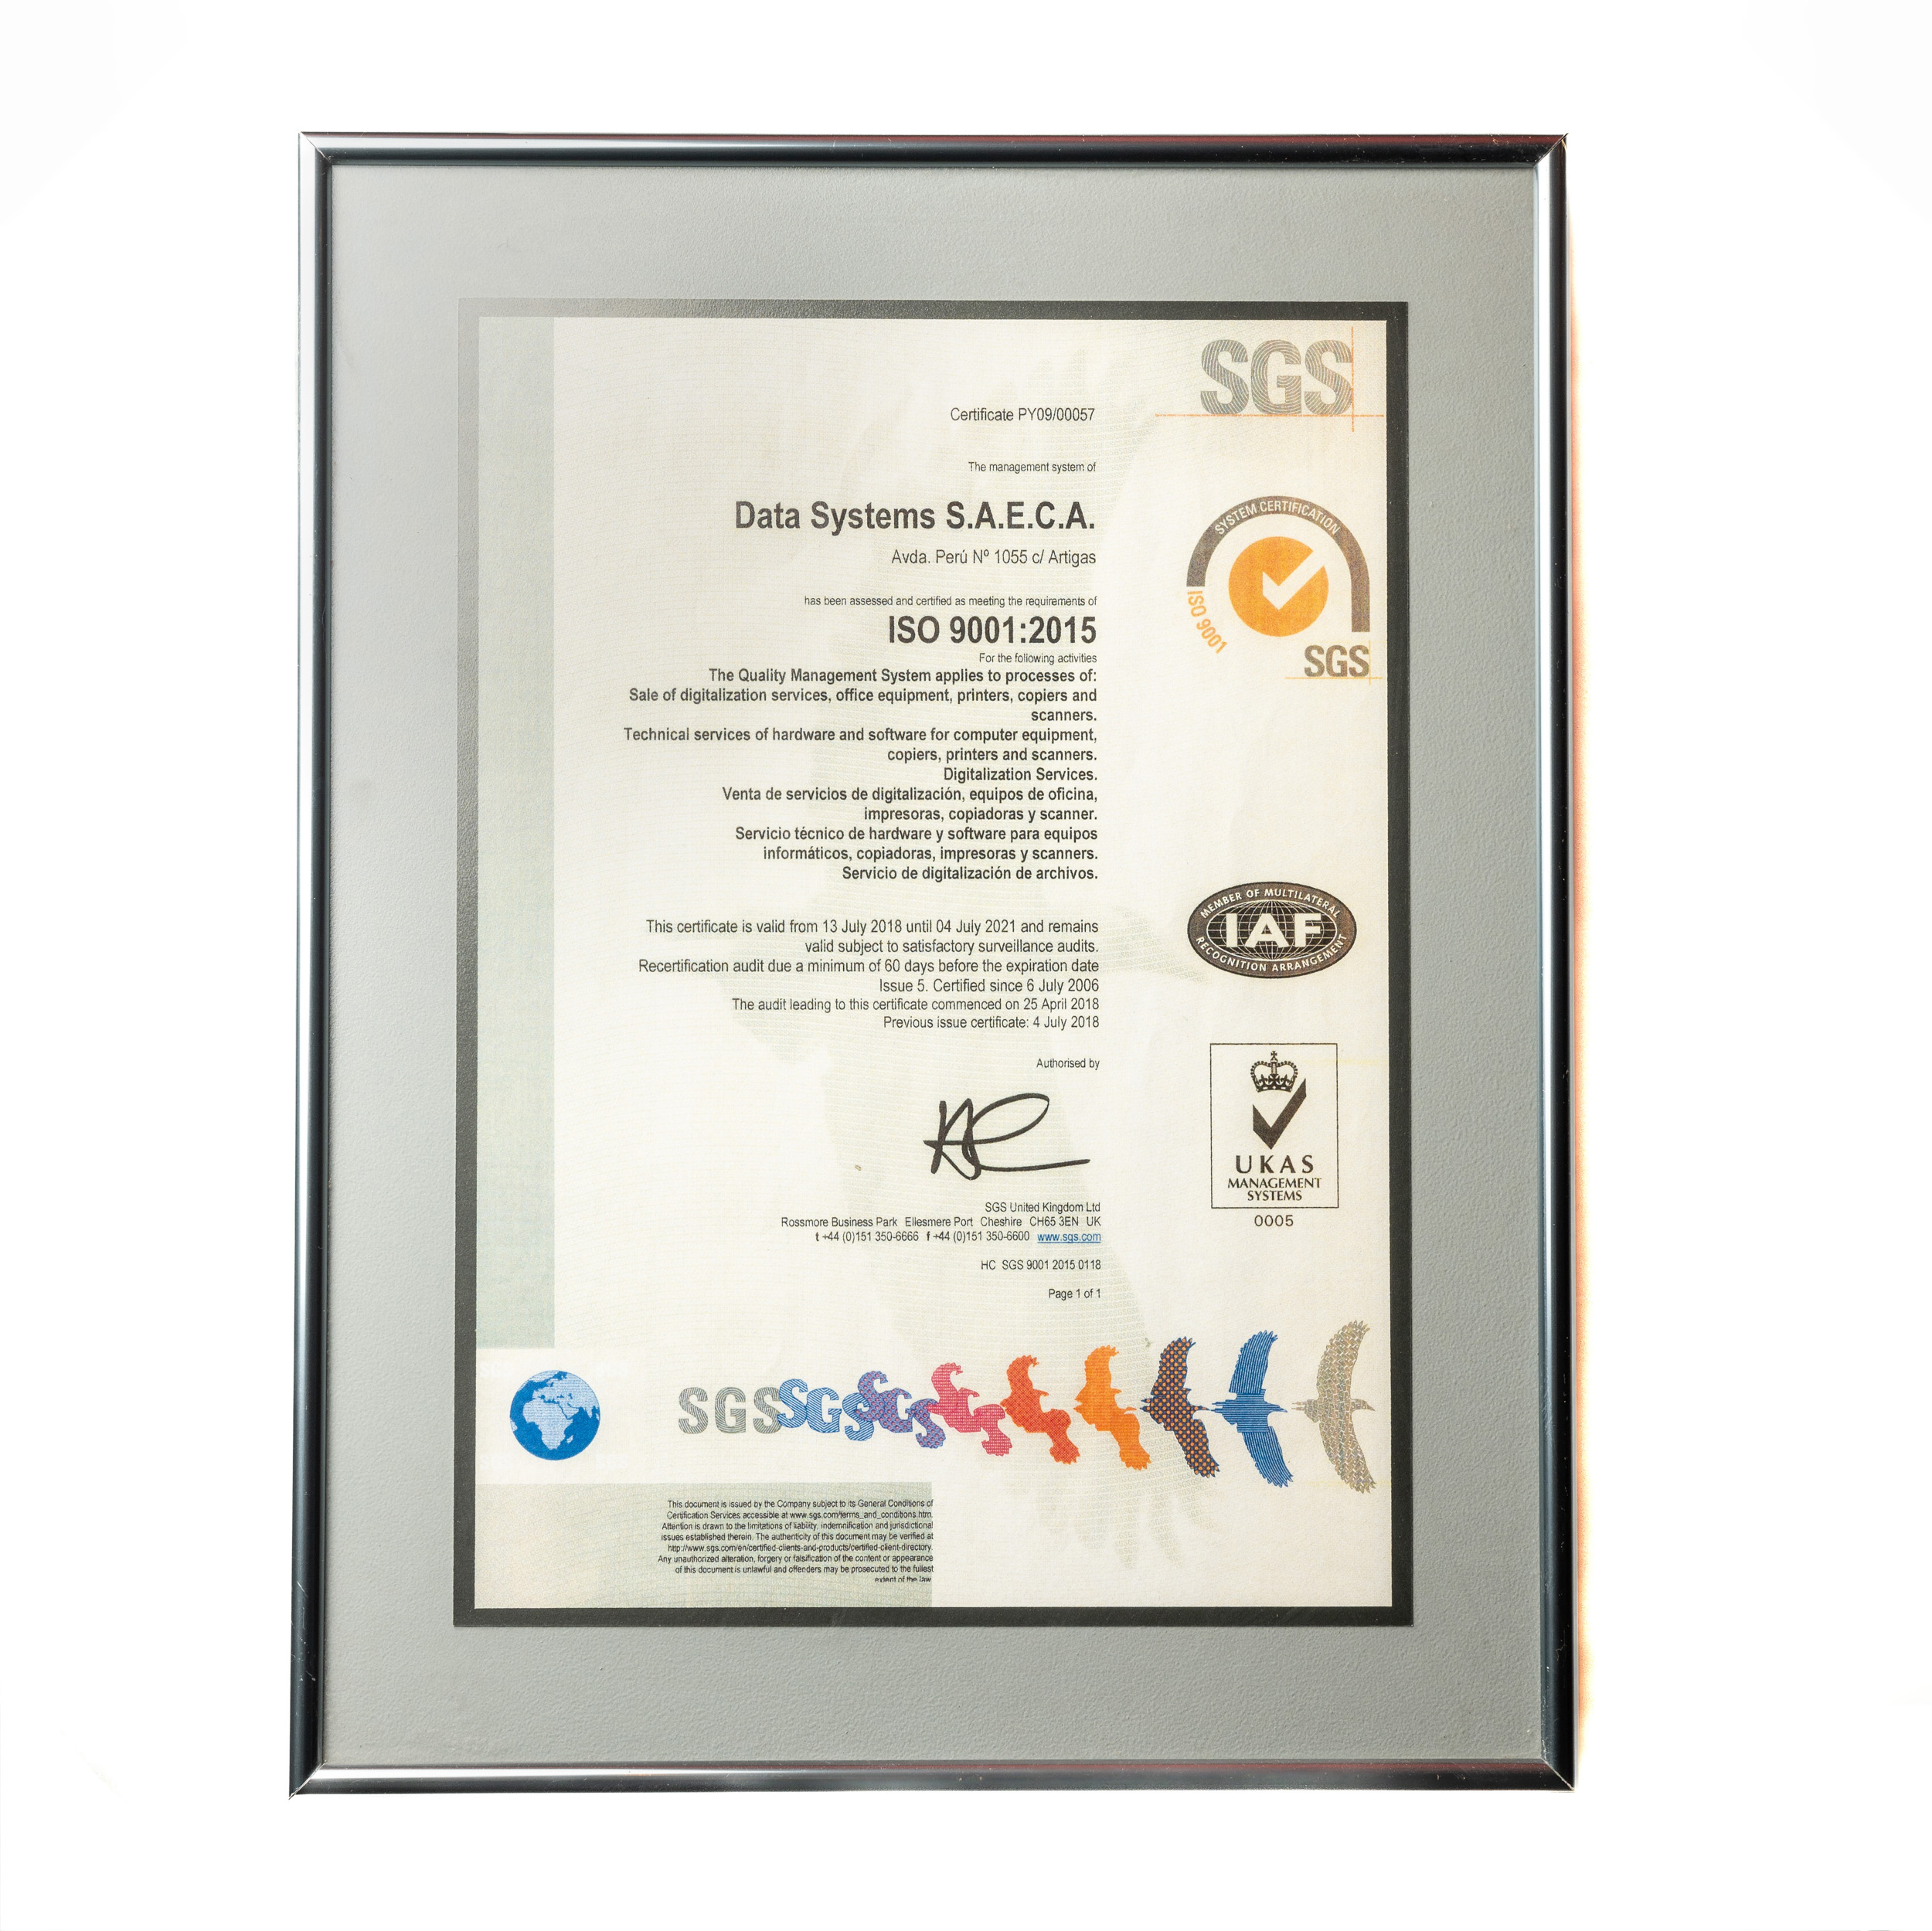 SGS
Certificate PY09/00057
The management system of
Data Systems S.A.E.C.A.
Avda. Perú Nº 1055 c/ Artigas
has been assessed and certified as meeting the requirements of
ISO 9001:2015
For the following activities
The Quality Management System applies to processes of:
Sale of digitalization services, office equipment, printers, copiers and
scanners.
Technical services of hardware and software for computer equipment,
copiers, printers and scanners.
Digitalization Services.
Venta de servicios de digitalización, equipos de oficina,
impresoras, copiadoras y scanner.
Servicio técnico de hardware y software para equipos
informáticos, copiadoras, impresoras y scanners.
Servicio de digitalización de archivos.
This certificate is valid from 13 July 2018 until 04 July 2021 and remains
valid subject to satisfactory surveillance audits.
Recertification audit due a minimum of 60 days before the expiration date
Issue 5. Certified since 6 July 2006
The audit leading to this certificate commenced on 25 April 2018
Previous issue certificate: 4 July 2018
Authorised by
SGS United Kingdom Ltd
Rossmore Business Park Ellesmere Port Cheshire CH65 3EN UK
t +44 (0)151 350-6666 f +44 (0)151 350-6600 www.sgs.com
HC SGS 9001 2015 0118
Page 1 of 1
SYSTEM CERTIFICATION
ISO 9001
SGS
MEMBER OF MULTILATERAL
IAF
RECOGNITION ARRANGEMENT
UKAS
MANAGEMENT
SYSTEMS
0005
SGS SGS SGS
This document is issued by the Company subject to its General Conditions of
Certification Services accessible at www.sgs.com/terms_and_conditions.htm.
Attention is drawn to the limitations of liability, indemnification and jurisdictional
issues established therein. The authenticity of this document may be verified at
http://www.sgs.com/en/certified-clients-and-products/certified-client-directory.
Any unauthorized alteration, forgery or falsification of the content or appearance
of this document is unlawful and offenders may be prosecuted to the fullest
extent of the law.